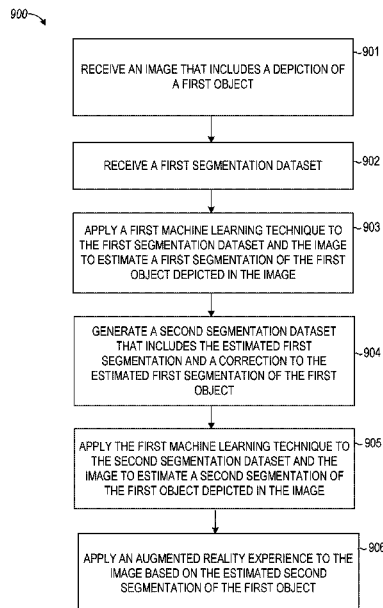 900
RECEIVE AN IMAGE THAT INCLUDES A DEPICTION OF
A FIRST OBJECT
901
RECEIVE A FIRST SEGMENTATION DATASET
902
APPLY A FIRST MACHINE LEARNING TECHNIQUE TO
THE FIRST SEGMENTATION DATASET AND THE IMAGE
TO ESTIMATE A FIRST SEGMENTATION OF THE FIRST
OBJECT DEPICTED IN THE IMAGE
903
GENERATE A SECOND SEGMENTATION DATASET
THAT INCLUDES THE ESTIMATED FIRST
SEGMENTATION AND A CORRECTION TO THE
ESTIMATED FIRST SEGMENTATION OF THE FIRST
OBJECT
904
APPLY THE FIRST MACHINE LEARNING TECHNIQUE TO
THE SECOND SEGMENTATION DATASET AND THE
IMAGE TO ESTIMATE A SECOND SEGMENTATION OF
THE FIRST OBJECT DEPICTED IN THE IMAGE
905
APPLY AN AUGMENTED REALITY EXPERIENCE TO THE
IMAGE BASED ON THE ESTIMATED SECOND
SEGMENTATION OF THE FIRST OBJECT
906